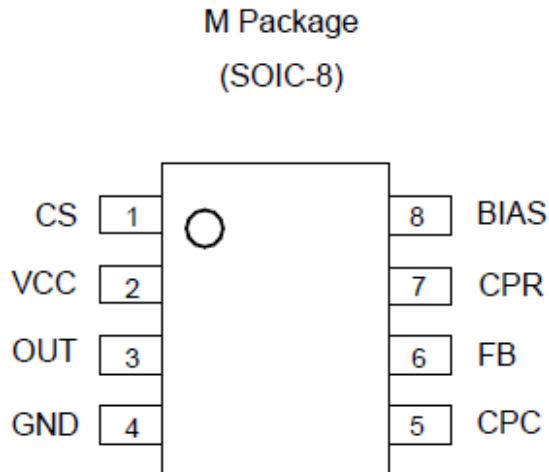 M Package
(SOIC-8)
CS 1 8 BIAS
VCC 2 7 CPR
OUT 3 6 FB
GND 4 5 CPC